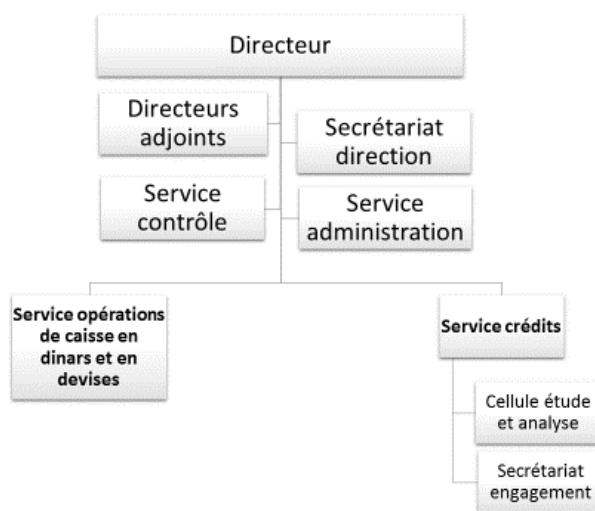 Directeur
Directeurs
adjoints
Secrétariat
direction
Service
contrôle
Service
administration
Service opérations
de caisse en
dinars et en
devises
Service crédits
Cellule étude
et analyse
Secrétariat
engagement